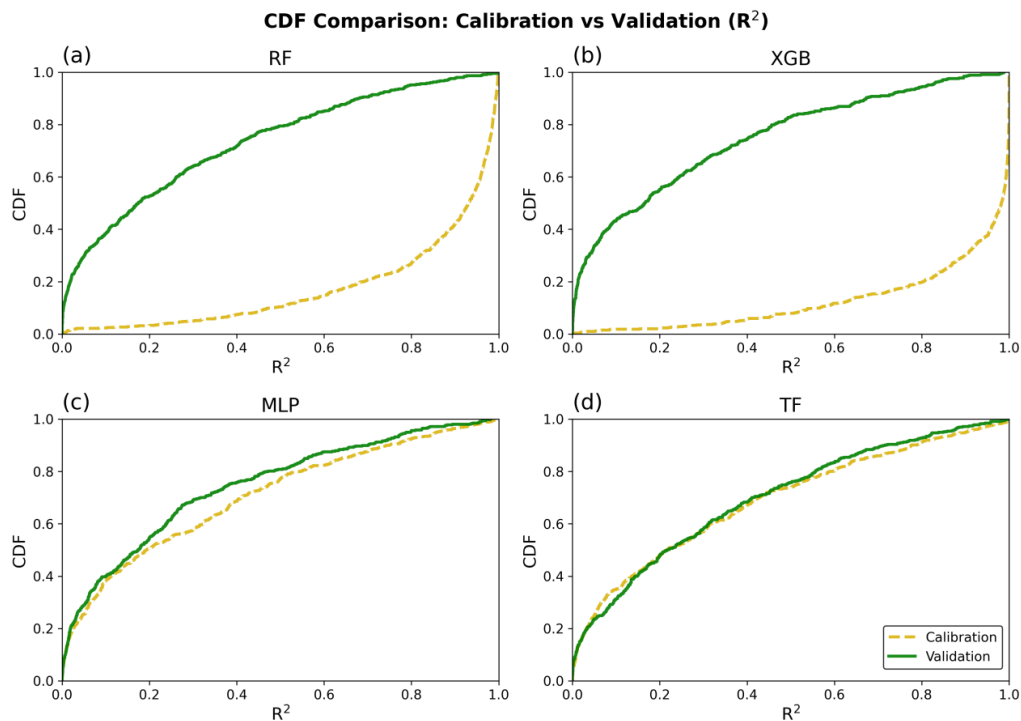 CDF Comparison: Calibration vs Validation (R²)
(a) RF
1.0
0.8
0.6
0.4
0.2
0.0
CDF
0.0 0.2 0.4 0.6 0.8 1.0
R²
(b) XGB
1.0
0.8
0.6
0.4
0.2
0.0
CDF
0.0 0.2 0.4 0.6 0.8 1.0
R²
(c) MLP
1.0
0.8
0.6
0.4
0.2
0.0
CDF
0.0 0.2 0.4 0.6 0.8 1.0
R²
(d) TF
1.0
0.8
0.6
0.4
0.2
0.0
CDF
Calibration
Validation
0.0 0.2 0.4 0.6 0.8 1.0
R²